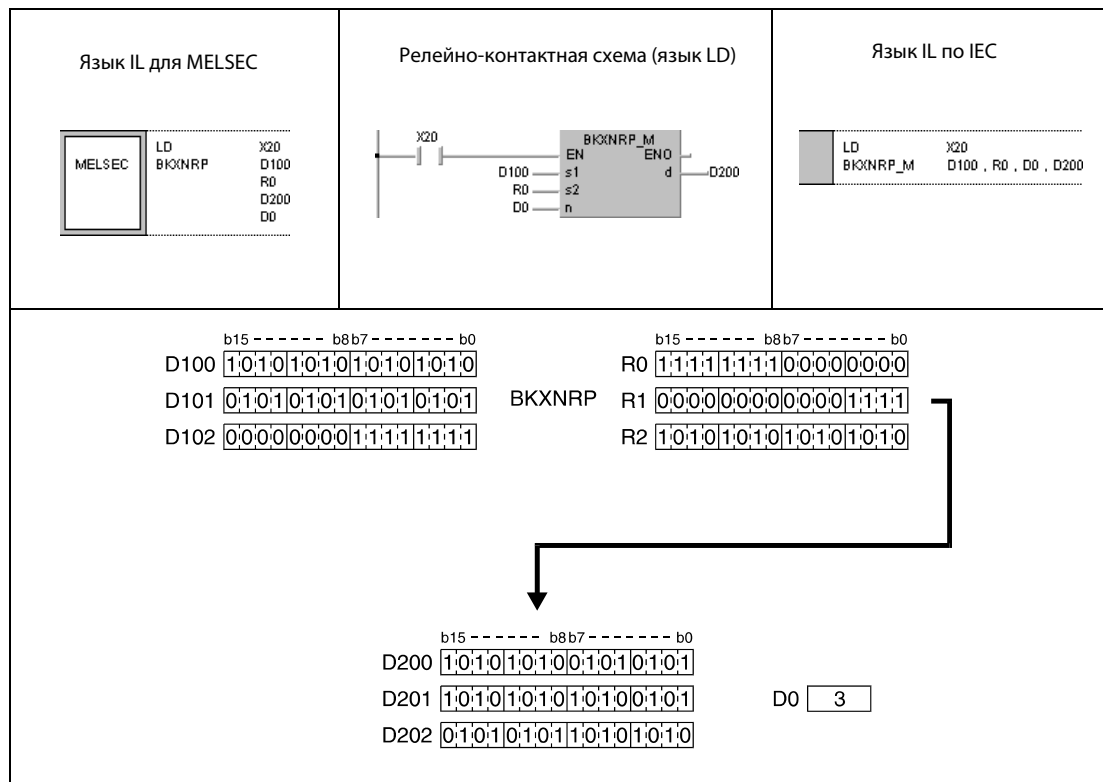 Язык IL для MELSEC
Релейно-контактная схема (язык LD)
Язык IL по IEC
MELSEC
LD X20
BKXNRP D100
R0
D200
D0
X20
BKXNRP_M
EN ENO
D100 s1 d D200
R0 s2
D0 n
LD X20
BKXNRP_M D100 , R0 , D0 , D200
b15 b8 b7 b0
D100 1010101010101010
D101 0101010101010101
D102 0000000011111111
BKXNRP
b15 b8 b7 b0
R0 1111111100000000
R1 0000000000001111
R2 1010101010101010
b15 b8 b7 b0
D200 1010101001010101
D201 1010101010100101
D202 0101010110101010
D0 3